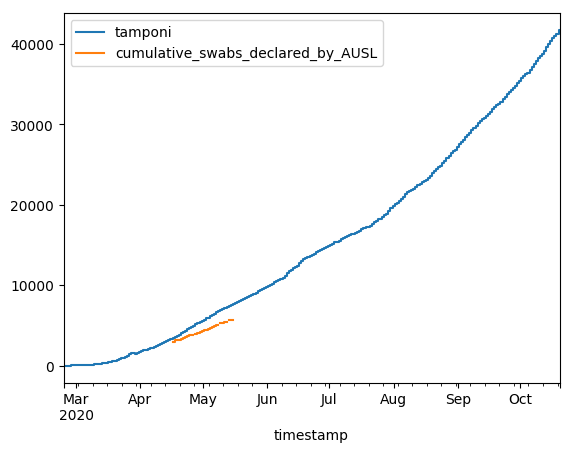 tamponi
cumulative_swabs_declared_by_AUSL
40000
30000
20000
10000
0
Mar Apr May Jun Jul Aug Sep Oct
2020
timestamp